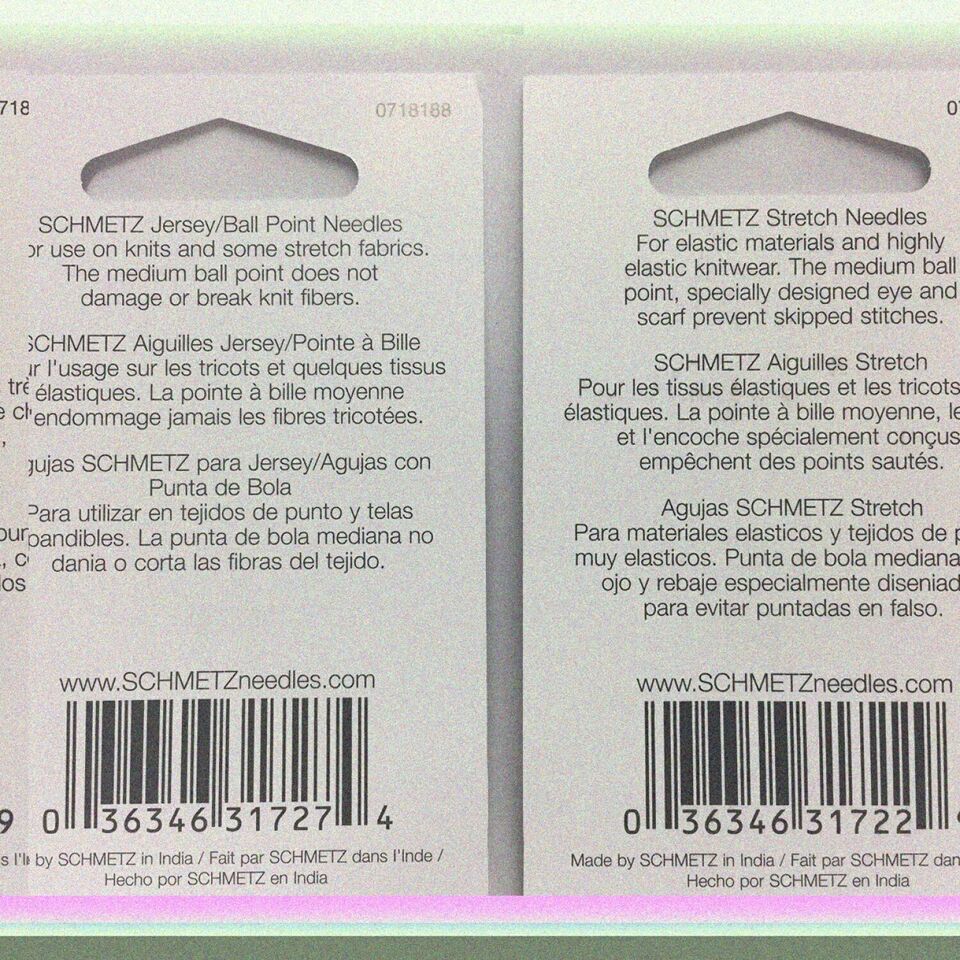 718
0718188
SCHMETZ Jersey/Ball Point Needles
or use on knits and some stretch fabrics.
The medium ball point does not
damage or break knit fibers.
SCHMETZ Aiguilles Jersey/Pointe à Bille
l'usage sur les tricots et quelques tissus
élastiques. La pointe à bille moyenne
endommage jamais les fibres tricotées.
gujas SCHMETZ para Jersey/Agujas con
Punta de Bola
Para utilizar en tejidos de punto y telas
pandibles. La punta de bola mediana no
dania o corta las fibras del tejido.
www.SCHMETZneedles.com
9
0 36346 31727 4
by SCHMETZ in India / Fait par SCHMETZ dans l'Inde /
Hecho por SCHMETZ en India
SCHMETZ Stretch Needles
For elastic materials and highly
elastic knitwear. The medium ball
point, specially designed eye and
scarf prevent skipped stitches.
SCHMETZ Aiguilles Stretch
Pour les tissus élastiques et les tricots
élastiques. La pointe à bille moyenne,
et l'encoche spécialement conçus
empêchent des points sautés.
Agujas SCHMETZ Stretch
Para materiales elasticos y tejidos de
muy elasticos. Punta de bola mediana
ojo y rebaje especialmente diseniad
para evitar puntadas en falso.
www.SCHMETZneedles.com
0 36346 31722
Made by SCHMETZ in India / Fait par SCHMETZ dan
Hecho por SCHMETZ en India